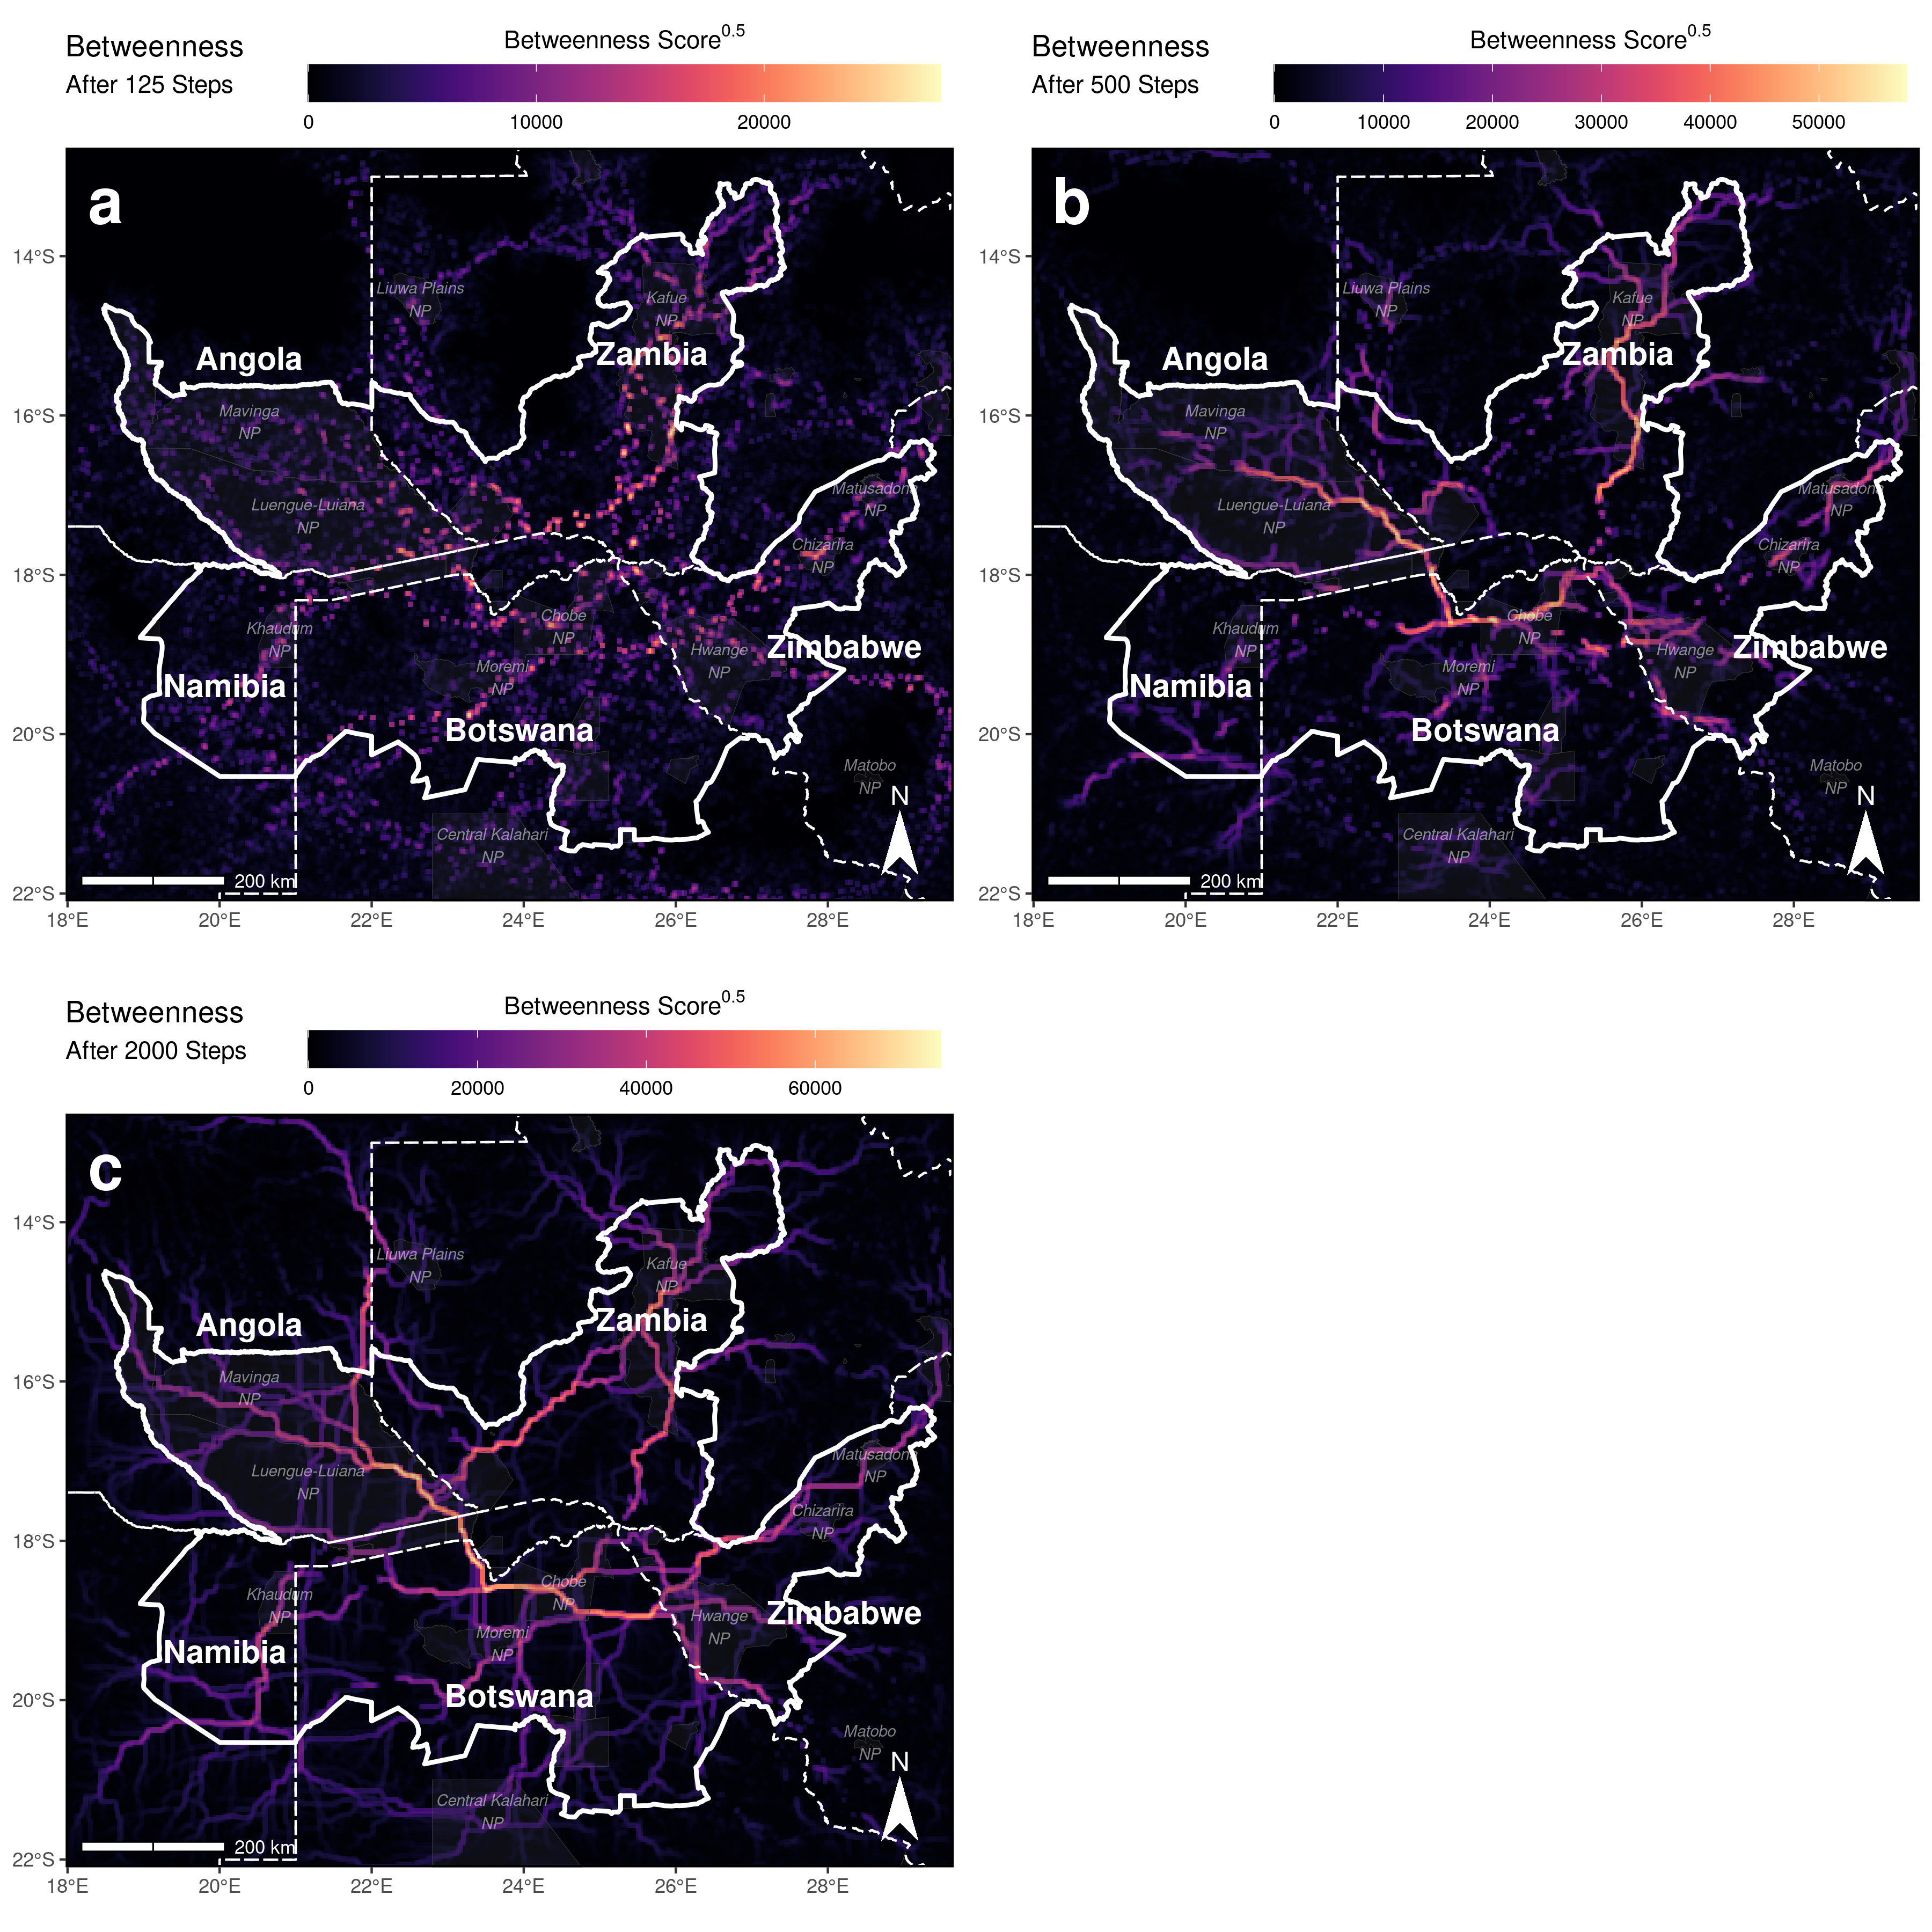 Betweenness
After 125 Steps
Betweenness Score0.5
0 10000 20000
a
14°S
16°S
18°S
20°S
22°S
18°E 20°E 22°E 24°E 26°E 28°E
Liuwa Plains
NP
Kafue
NP
Angola
Zambia
Mavinga
NP
Luengue-Luiana
NP
Matusadona
NP
Chizarira
NP
Khaudum
NP
Chobe
NP
Hwange
NP
Zimbabwe
Moremi
NP
Namibia
Botswana
Matobo
NP
N
Central Kalahari
NP
200 km
Betweenness
After 500 Steps
Betweenness Score0.5
0 10000 20000 30000 40000 50000
b
14°S
16°S
18°S
20°S
22°S
18°E 20°E 22°E 24°E 26°E 28°E
Liuwa Plains
NP
Kafue
NP
Angola
Zambia
Mavinga
NP
Luengue-Luiana
NP
Matusadona
NP
Chizarira
NP
Khaudum
NP
Chobe
NP
Hwange
NP
Zimbabwe
Moremi
NP
Namibia
Botswana
Matobo
NP
N
Central Kalahari
NP
200 km
Betweenness
After 2000 Steps
Betweenness Score0.5
0 20000 40000 60000
c
14°S
16°S
18°S
20°S
22°S
18°E 20°E 22°E 24°E 26°E 28°E
Liuwa Plains
NP
Kafue
NP
Angola
Zambia
Mavinga
NP
Luengue-Luiana
NP
Matusadona
NP
Chizarira
NP
Khaudum
NP
Chobe
NP
Hwange
NP
Zimbabwe
Moremi
NP
Namibia
Botswana
Matobo
NP
N
Central Kalahari
NP
200 km